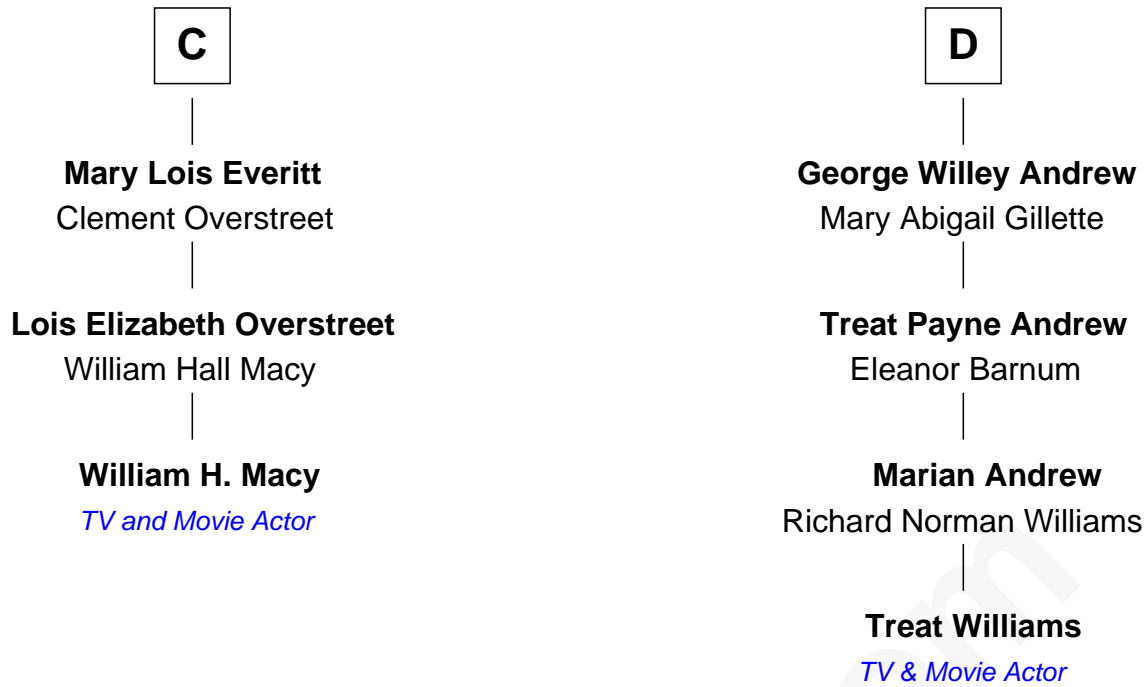 C
Mary Lois Everitt
Clement Overstreet
Lois Elizabeth Overstreet
William Hall Macy
William H. Macy
TV and Movie Actor
D
George Willey Andrew
Mary Abigail Gillette
Treat Payne Andrew
Eleanor Barnum
Marian Andrew
Richard Norman Williams
Treat Williams
TV & Movie Actor